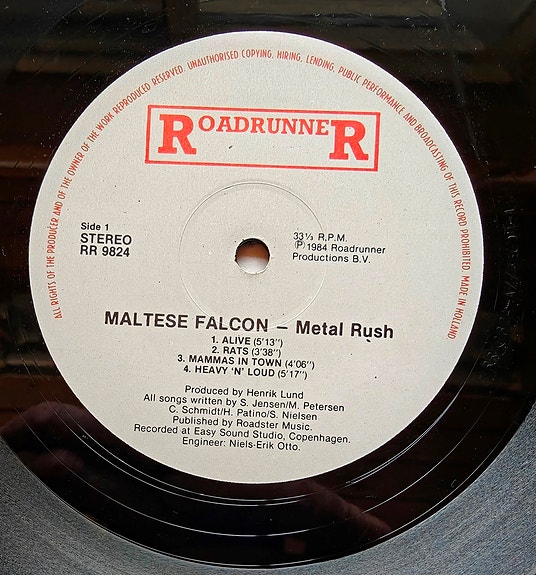 ALL RIGHTS OF THE PRODUCER AND OF THE OWNER OF THE WORK REPRODUCED RESERVED. UNAUTHORISED COPYING, HIRING, LENDING, PUBLIC PERFORMANCE AND BROADCASTING OF THIS RECORD PROHIBITED. MADE IN HOLLAND
ROADRUNNER
Side 1
STEREO
RR 9824
33⅓ R.P.M.
Ⓟ 1984 Roadrunner
Productions B.V.
MALTESE FALCON – Metal Rush
1. ALIVE (5'13'')
2. RATS (3'38'')
3. MAMMAS IN TOWN (4'06'')
4. HEAVY 'N' LOUD (5'17'')
Produced by Henrik Lund
All songs written by S. Jensen/M. Petersen
C. Schmidt/H. Patino/S. Nielsen.
Published by Roadster Music.
Recorded at Easy Sound Studio, Copenhagen.
Engineer: Niels-Erik Otto.